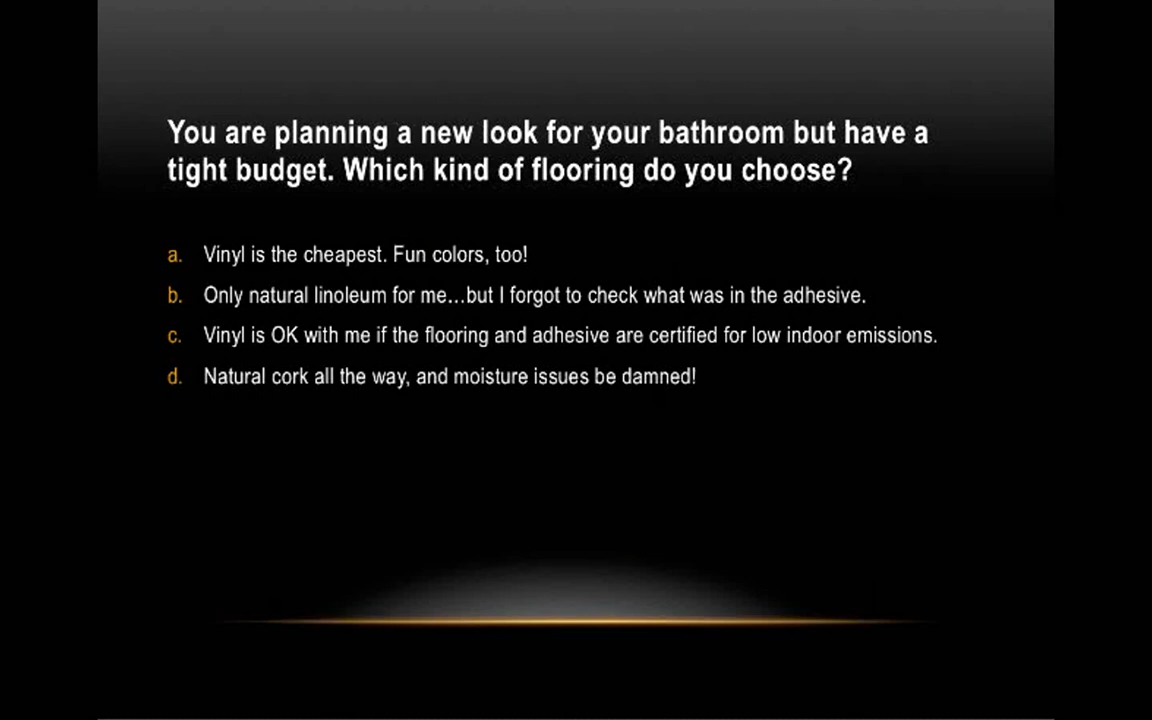 You are planning a new look for your bathroom but have a
tight budget. Which kind of flooring do you choose?
a. Vinyl is the cheapest. Fun colors, too!
b. Only natural linoleum for me…but I forgot to check what was in the adhesive.
c. Vinyl is OK with me if the flooring and adhesive are certified for low indoor emissions.
d. Natural cork all the way, and moisture issues be damned!